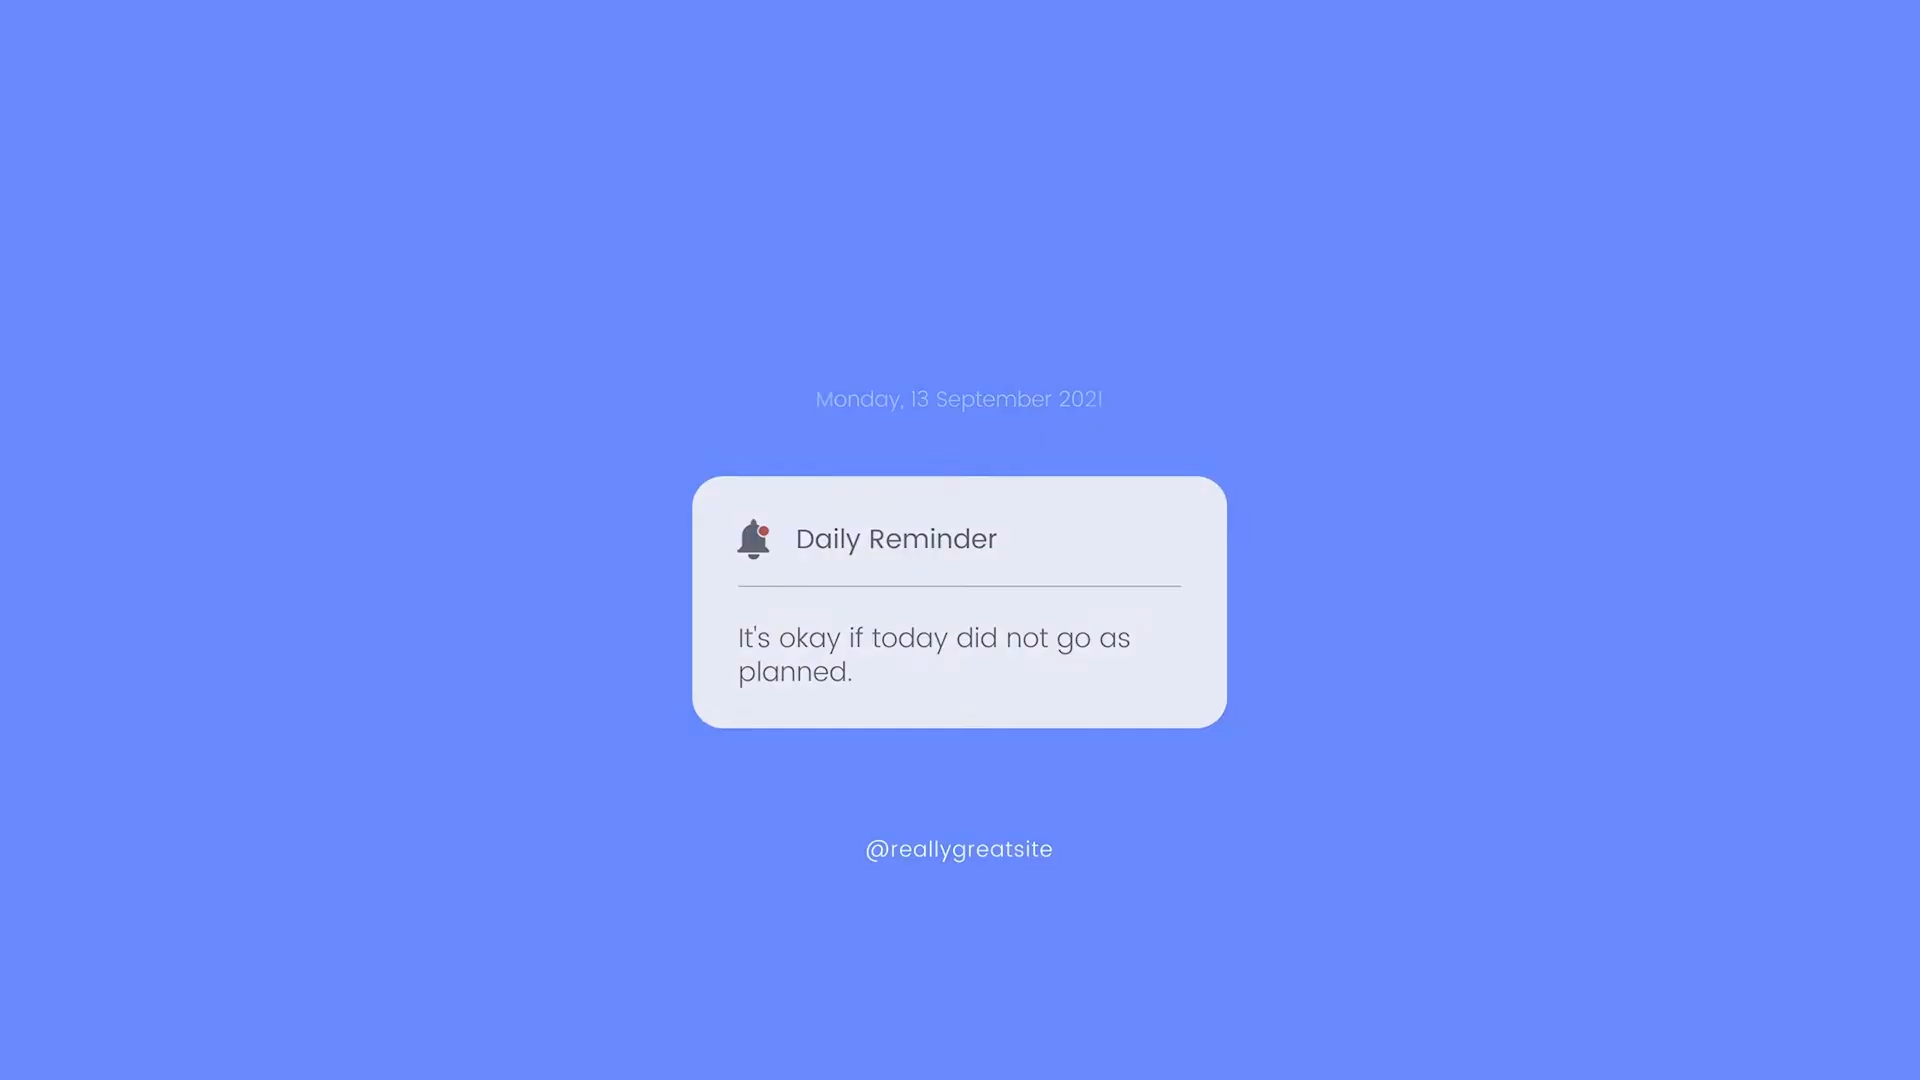 Monday, 13 September 2021
Daily Reminder
It's okay if today did not go as
planned.
@reallygreatsite